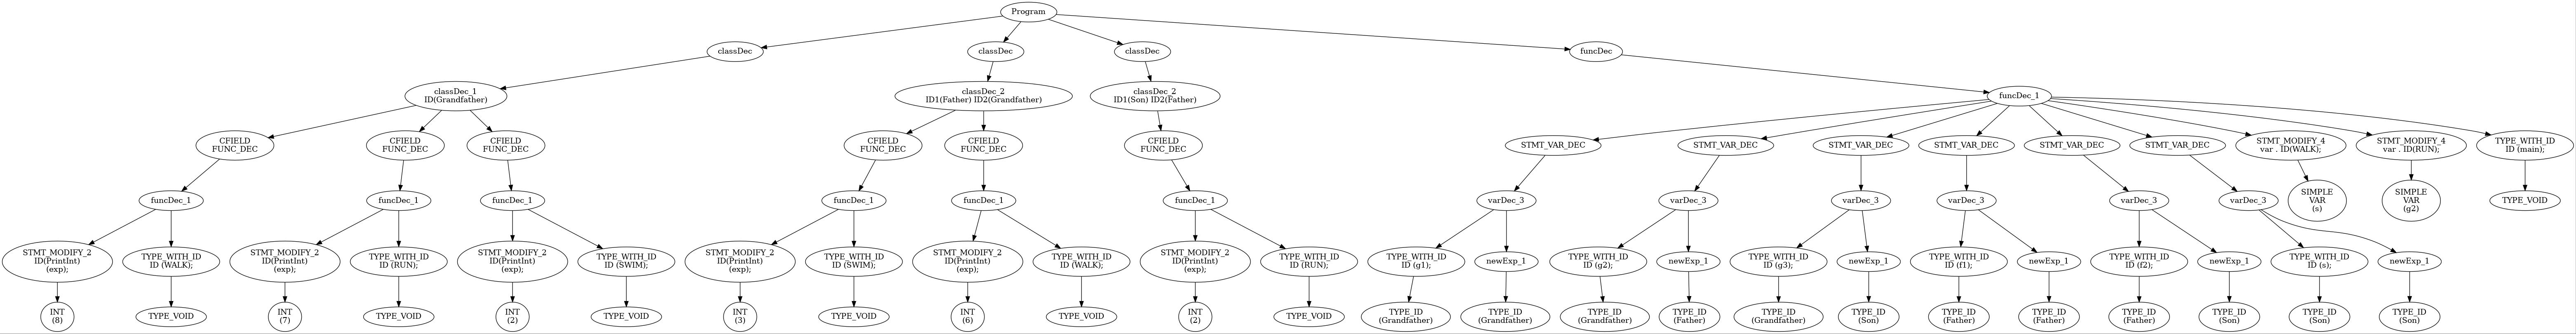 Program
classDec
classDec
classDec
funcDec
classDec_1
ID(Grandfather)
classDec_2
ID1(Father) ID2(Grandfather)
classDec_2
ID1(Son) ID2(Father)
funcDec_1
CFIELD
FUNC_DEC
CFIELD
FUNC_DEC
CFIELD
FUNC_DEC
CFIELD
FUNC_DEC
CFIELD
FUNC_DEC
CFIELD
FUNC_DEC
STMT_VAR_DEC
STMT_VAR_DEC
STMT_VAR_DEC
STMT_VAR_DEC
STMT_VAR_DEC
STMT_VAR_DEC
STMT_MODIFY_4
var . ID(WALK);
STMT_MODIFY_4
var . ID(RUN);
TYPE_WITH_ID
ID (main);
funcDec_1
funcDec_1
funcDec_1
funcDec_1
funcDec_1
funcDec_1
varDec_3
varDec_3
varDec_3
varDec_3
varDec_3
varDec_3
SIMPLE
VAR
(s)
SIMPLE
VAR
(g2)
TYPE_VOID
STMT_MODIFY_2
ID(PrintInt)
(exp);
TYPE_WITH_ID
ID (WALK);
STMT_MODIFY_2
ID(PrintInt)
(exp);
TYPE_WITH_ID
ID (RUN);
STMT_MODIFY_2
ID(PrintInt)
(exp);
TYPE_WITH_ID
ID (SWIM);
STMT_MODIFY_2
ID(PrintInt)
(exp);
TYPE_WITH_ID
ID (SWIM);
STMT_MODIFY_2
ID(PrintInt)
(exp);
TYPE_WITH_ID
ID (WALK);
STMT_MODIFY_2
ID(PrintInt)
(exp);
TYPE_WITH_ID
ID (RUN);
TYPE_WITH_ID
ID (g1);
newExp_1
TYPE_WITH_ID
ID (g2);
newExp_1
TYPE_WITH_ID
ID (g3);
newExp_1
TYPE_WITH_ID
ID (f1);
newExp_1
TYPE_WITH_ID
ID (f2);
newExp_1
TYPE_WITH_ID
ID (s);
newExp_1
INT
(8)
TYPE_VOID
INT
(7)
TYPE_VOID
INT
(2)
TYPE_VOID
INT
(3)
TYPE_VOID
INT
(6)
TYPE_VOID
INT
(2)
TYPE_VOID
TYPE_ID
(Grandfather)
TYPE_ID
(Grandfather)
TYPE_ID
(Grandfather)
TYPE_ID
(Father)
TYPE_ID
(Grandfather)
TYPE_ID
(Son)
TYPE_ID
(Father)
TYPE_ID
(Father)
TYPE_ID
(Father)
TYPE_ID
(Son)
TYPE_ID
(Son)
TYPE_ID
(Son)